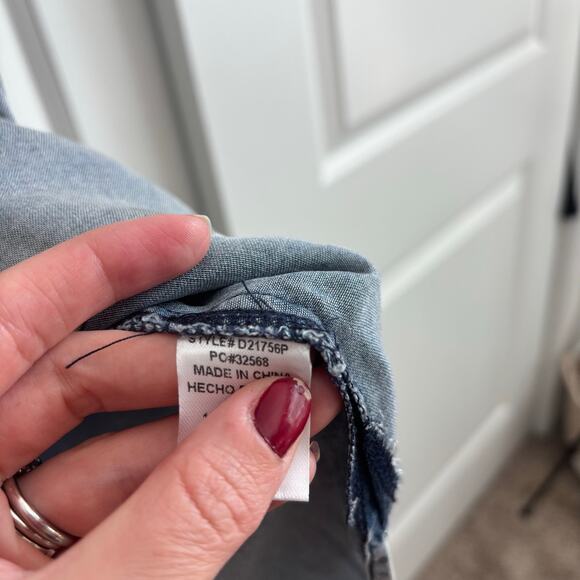 STYLE# D21756P
PO#32568
MADE IN CHINA
HECHO